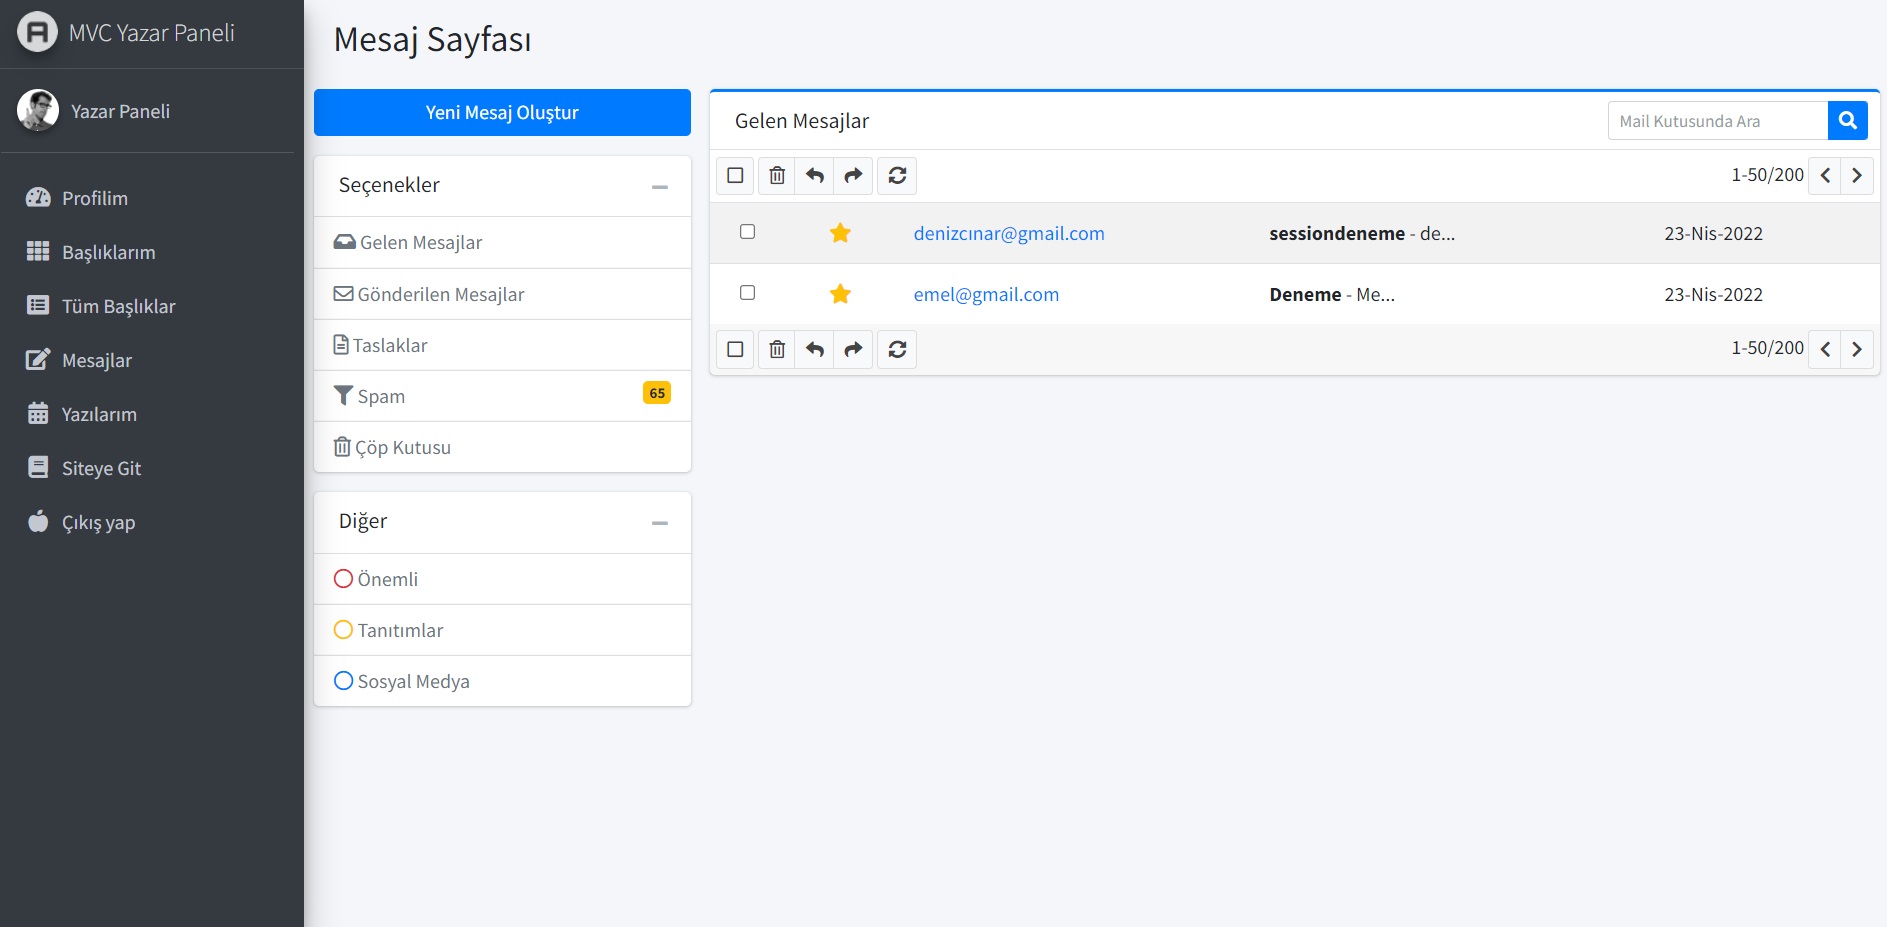 MVC Yazar Paneli
Yazar Paneli
Profilim
Başlıklarım
Tüm Başlıklar
Mesajlar
Yazılarım
Siteye Git
Çıkış yap
Mesaj Sayfası
Yeni Mesaj Oluştur
Seçenekler
Gelen Mesajlar
Gönderilen Mesajlar
Taslaklar
Spam 65
Çöp Kutusu
Diğer
Önemli
Tanıtımlar
Sosyal Medya
Gelen Mesajlar
Mail Kutusunda Ara
1-50/200
denizcınar@gmail.com sessiondeneme - de... 23-Nis-2022
emel@gmail.com Deneme - Me... 23-Nis-2022
1-50/200